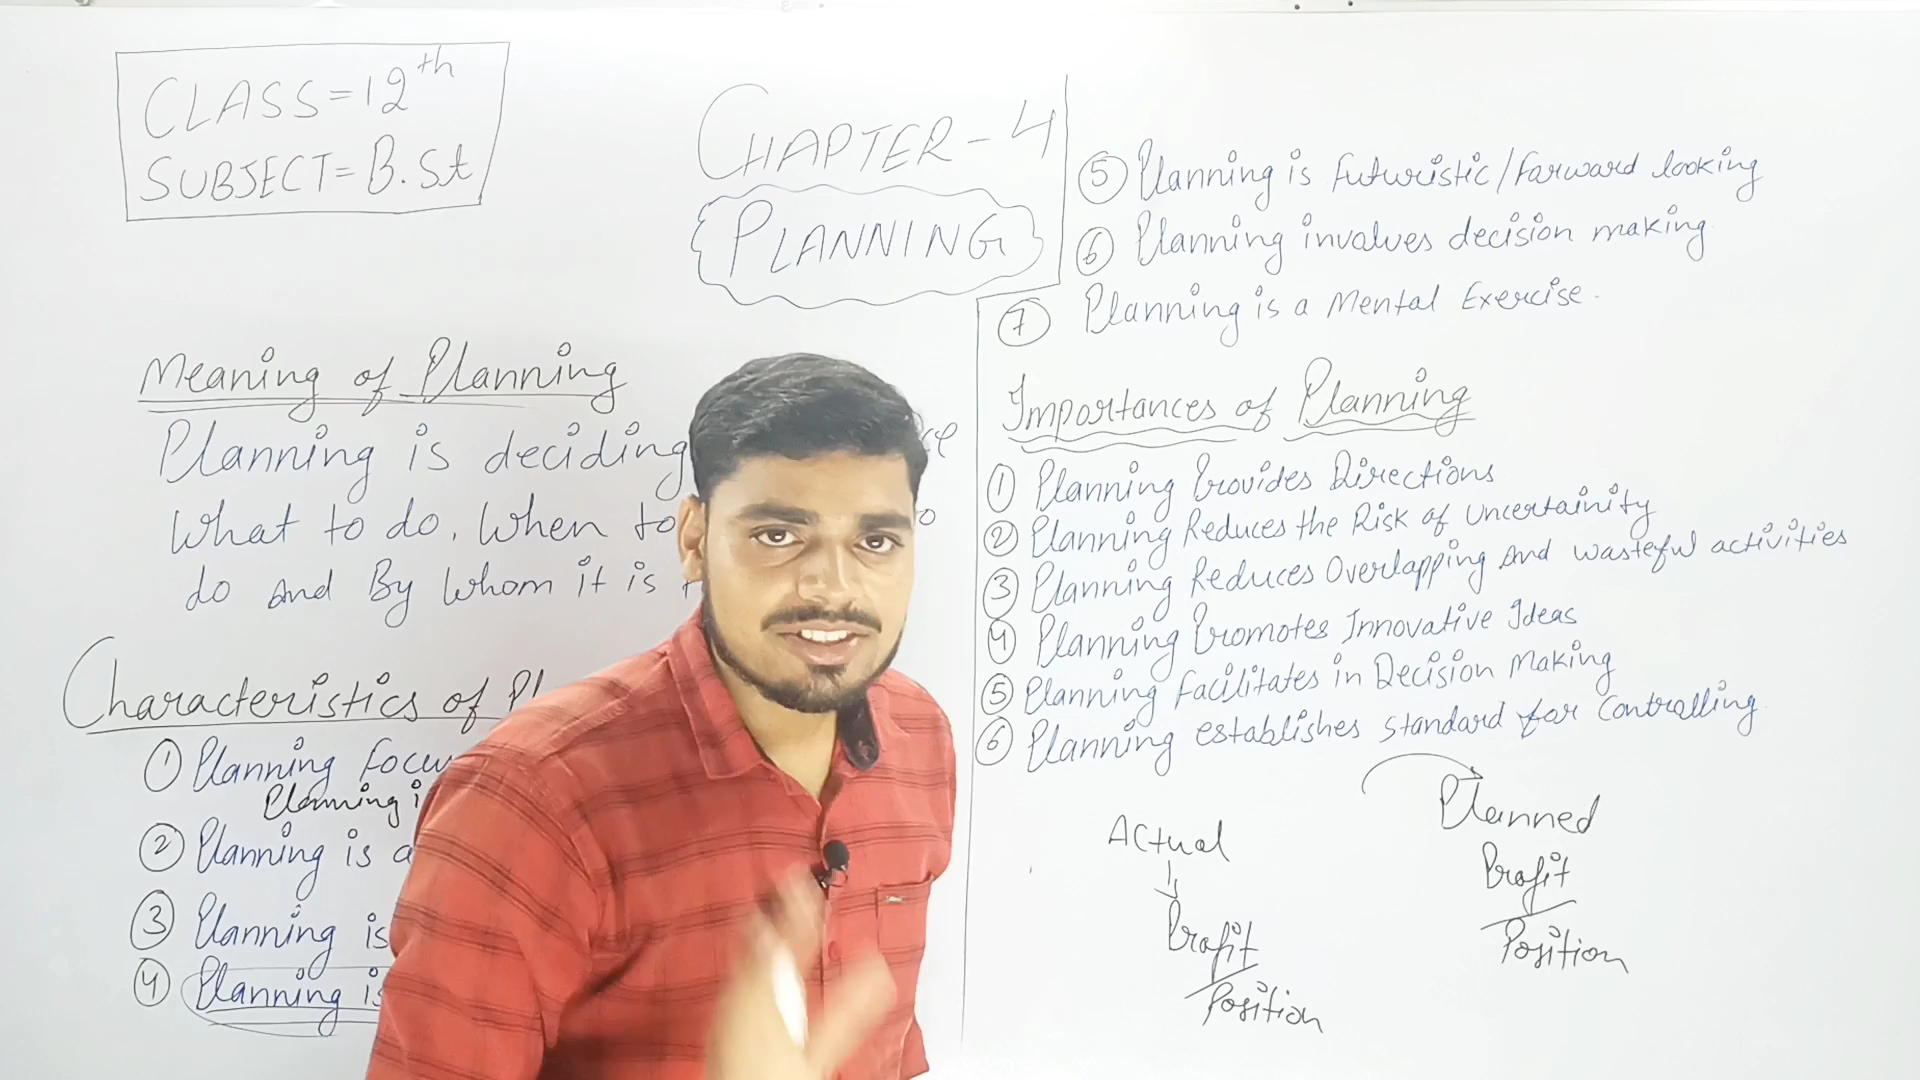 CLASS=12th
SUBJECT=B.St
CHAPTER-4
PLANNING
Meaning of Planning
Planning is deciding
What to do, When to
do and By Whom it is
Characteristics of
① Planning
Planning
② Planning is a
③ Planning is
④ Planning is
⑤ Planning is futuristic/forward looking
⑥ Planning involves decision making
⑦ Planning is a Mental Exercise.
Importances of Planning
① Planning Provides Directions
② Planning Reduces the Risk of Uncertainity
③ Planning Reduces Overlapping and wasteful activities
④ Planning Promotes Innovative Ideas
⑤ Planning facilitates in Decision Making
⑥ Planning establishes standard for controlling.
Actual
Profit
Position
Planned
Profit
Position